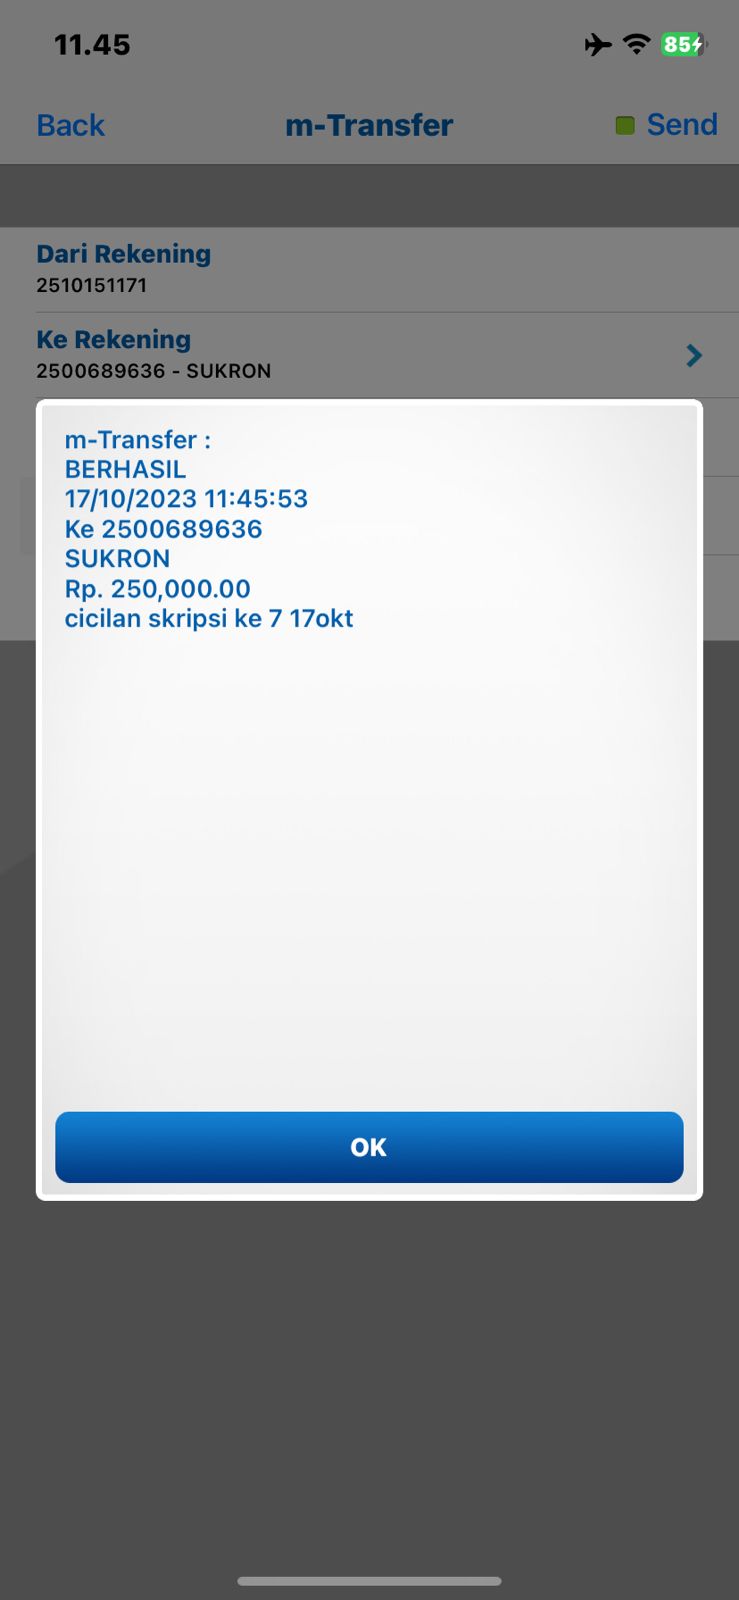 11.45
85
Back
m-Transfer
Send
Dari Rekening
2510151171
Ke Rekening
2500689636 - SUKRON
m-Transfer :
BERHASIL
17/10/2023 11:45:53
Ke 2500689636
SUKRON
Rp. 250,000.00
cicilan skripsi ke 7 17okt
OK